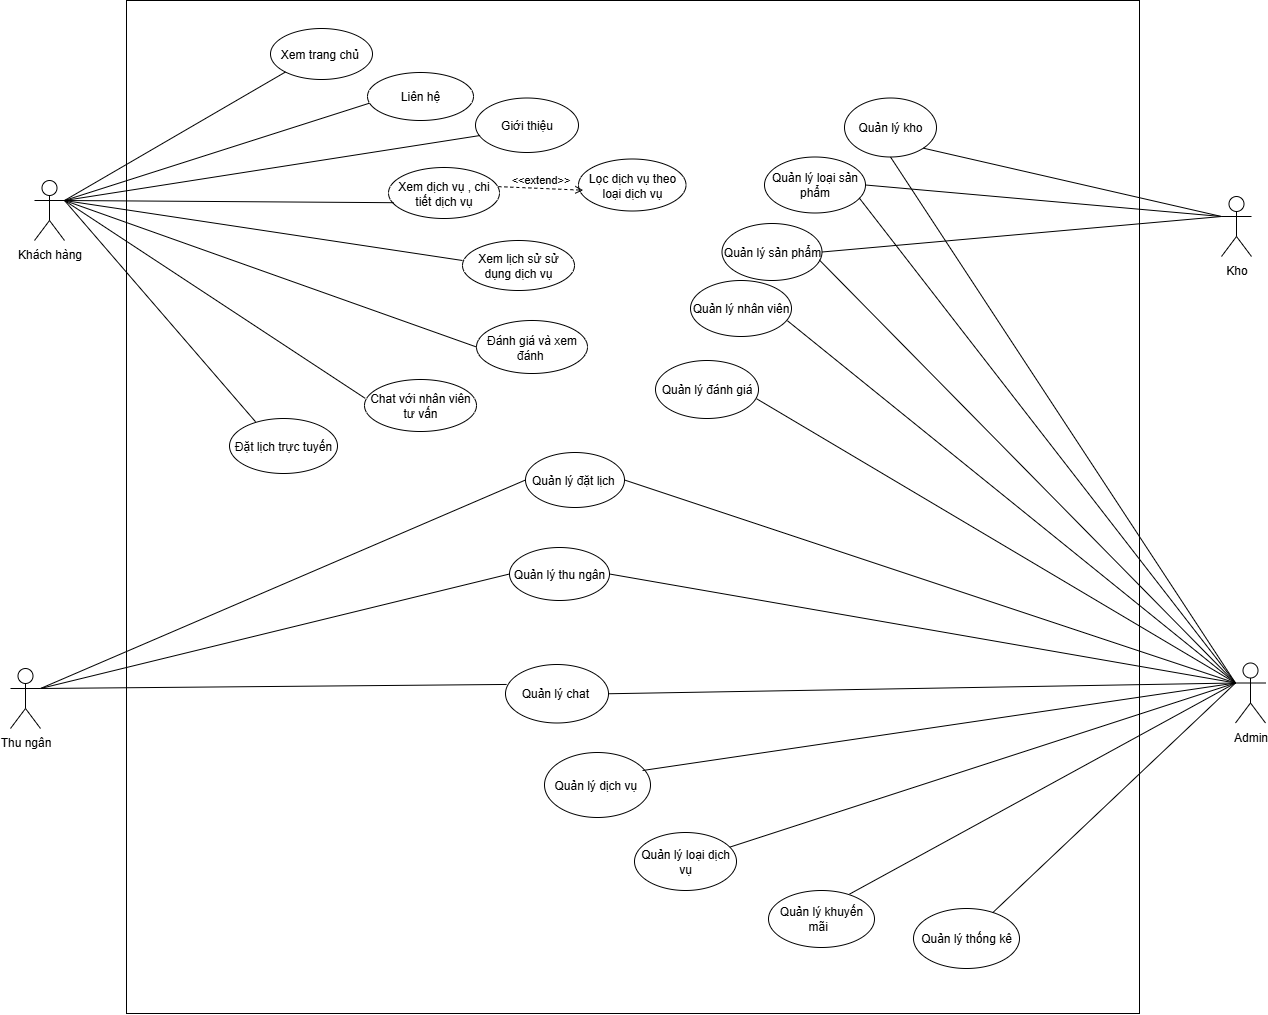 Xem trang chủ
Liên hệ
Giới thiệu
Xem dịch vụ , chi
tiết dịch vụ
<<extend>>
Lọc dịch vụ theo
loại dịch vụ
Khách hàng
Xem lịch sử sử
dụng dịch vụ
Đánh giá và xem
đánh
Chat với nhân viên
tư vấn
Đặt lịch trực tuyến
Quản lý kho
Quản lý loại sản
phẩm
Quản lý sản phẩm
Kho
Quản lý nhân viên
Quản lý đánh giá
Quản lý đặt lịch
Quản lý thu ngân
Quản lý chat
Thu ngân
Admin
Quản lý dịch vụ
Quản lý loại dịch
vụ
Quản lý khuyến
mãi
Quản lý thống kê